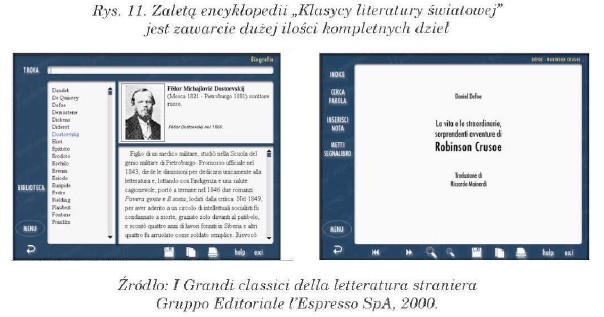 Rys. 11. Zaletą encyklopedii „Klasycy literatury światowej”
jest zawarcie dużej ilości kompletnych dzieł
Biografia
TROVA
Daudet
De Quincey
Defoe
Demostene
Dickens
Diderot
Dostoevskij
Eliot
Epitteto
Erodoto
Eschilo
Esenin
Esiodo
Euripide
Fedro
Fielding
Flaubert
Fontane
Franklin
BIBLIOTECA
MENU
Fëdor Michajlovič Dostoevskij
(Mosca 1821 - Pietroburgo 1881) scrittore
russo.
Fëdor Dostoevskij nel 1868.
Figlio di un medico militare, studiò nella Scuola del
genio militare di Pietroburgo. Promosso ufficiale nel
1843, diede le dimissioni per dedicarsi unicamente alla
letteratura e, lottando con l'indigenza e una salute
cagionevole, portò a termine nel 1846 due romanzi
Povera gente e Il sosia, lodati dalla critica. Nel 1849,
per aver aderito a un circolo di intellettuali socialisti fu
condannato a morte, graziato solo davanti al patibolo,
e scontò quattro anni di lavori forzati in Siberia e altri
quattro fu arruolato come soldato semplice. Rievocò
help
esci
DEFOE - ROBINSON CRUSOE
INDICE
CERCA
PAROLA
INSERISCI
NOTA
METTI
SEGNALIBRO
MENU
Daniel Defoe
La vita e le straordinarie,
sorprendenti avventure di
Robinson Crusoe
Traduzione di
Riccardo Mainardi
help
esci
Źródło: I Grandi classici della letteratura straniera
Gruppo Editoriale l'Espresso SpA, 2000.